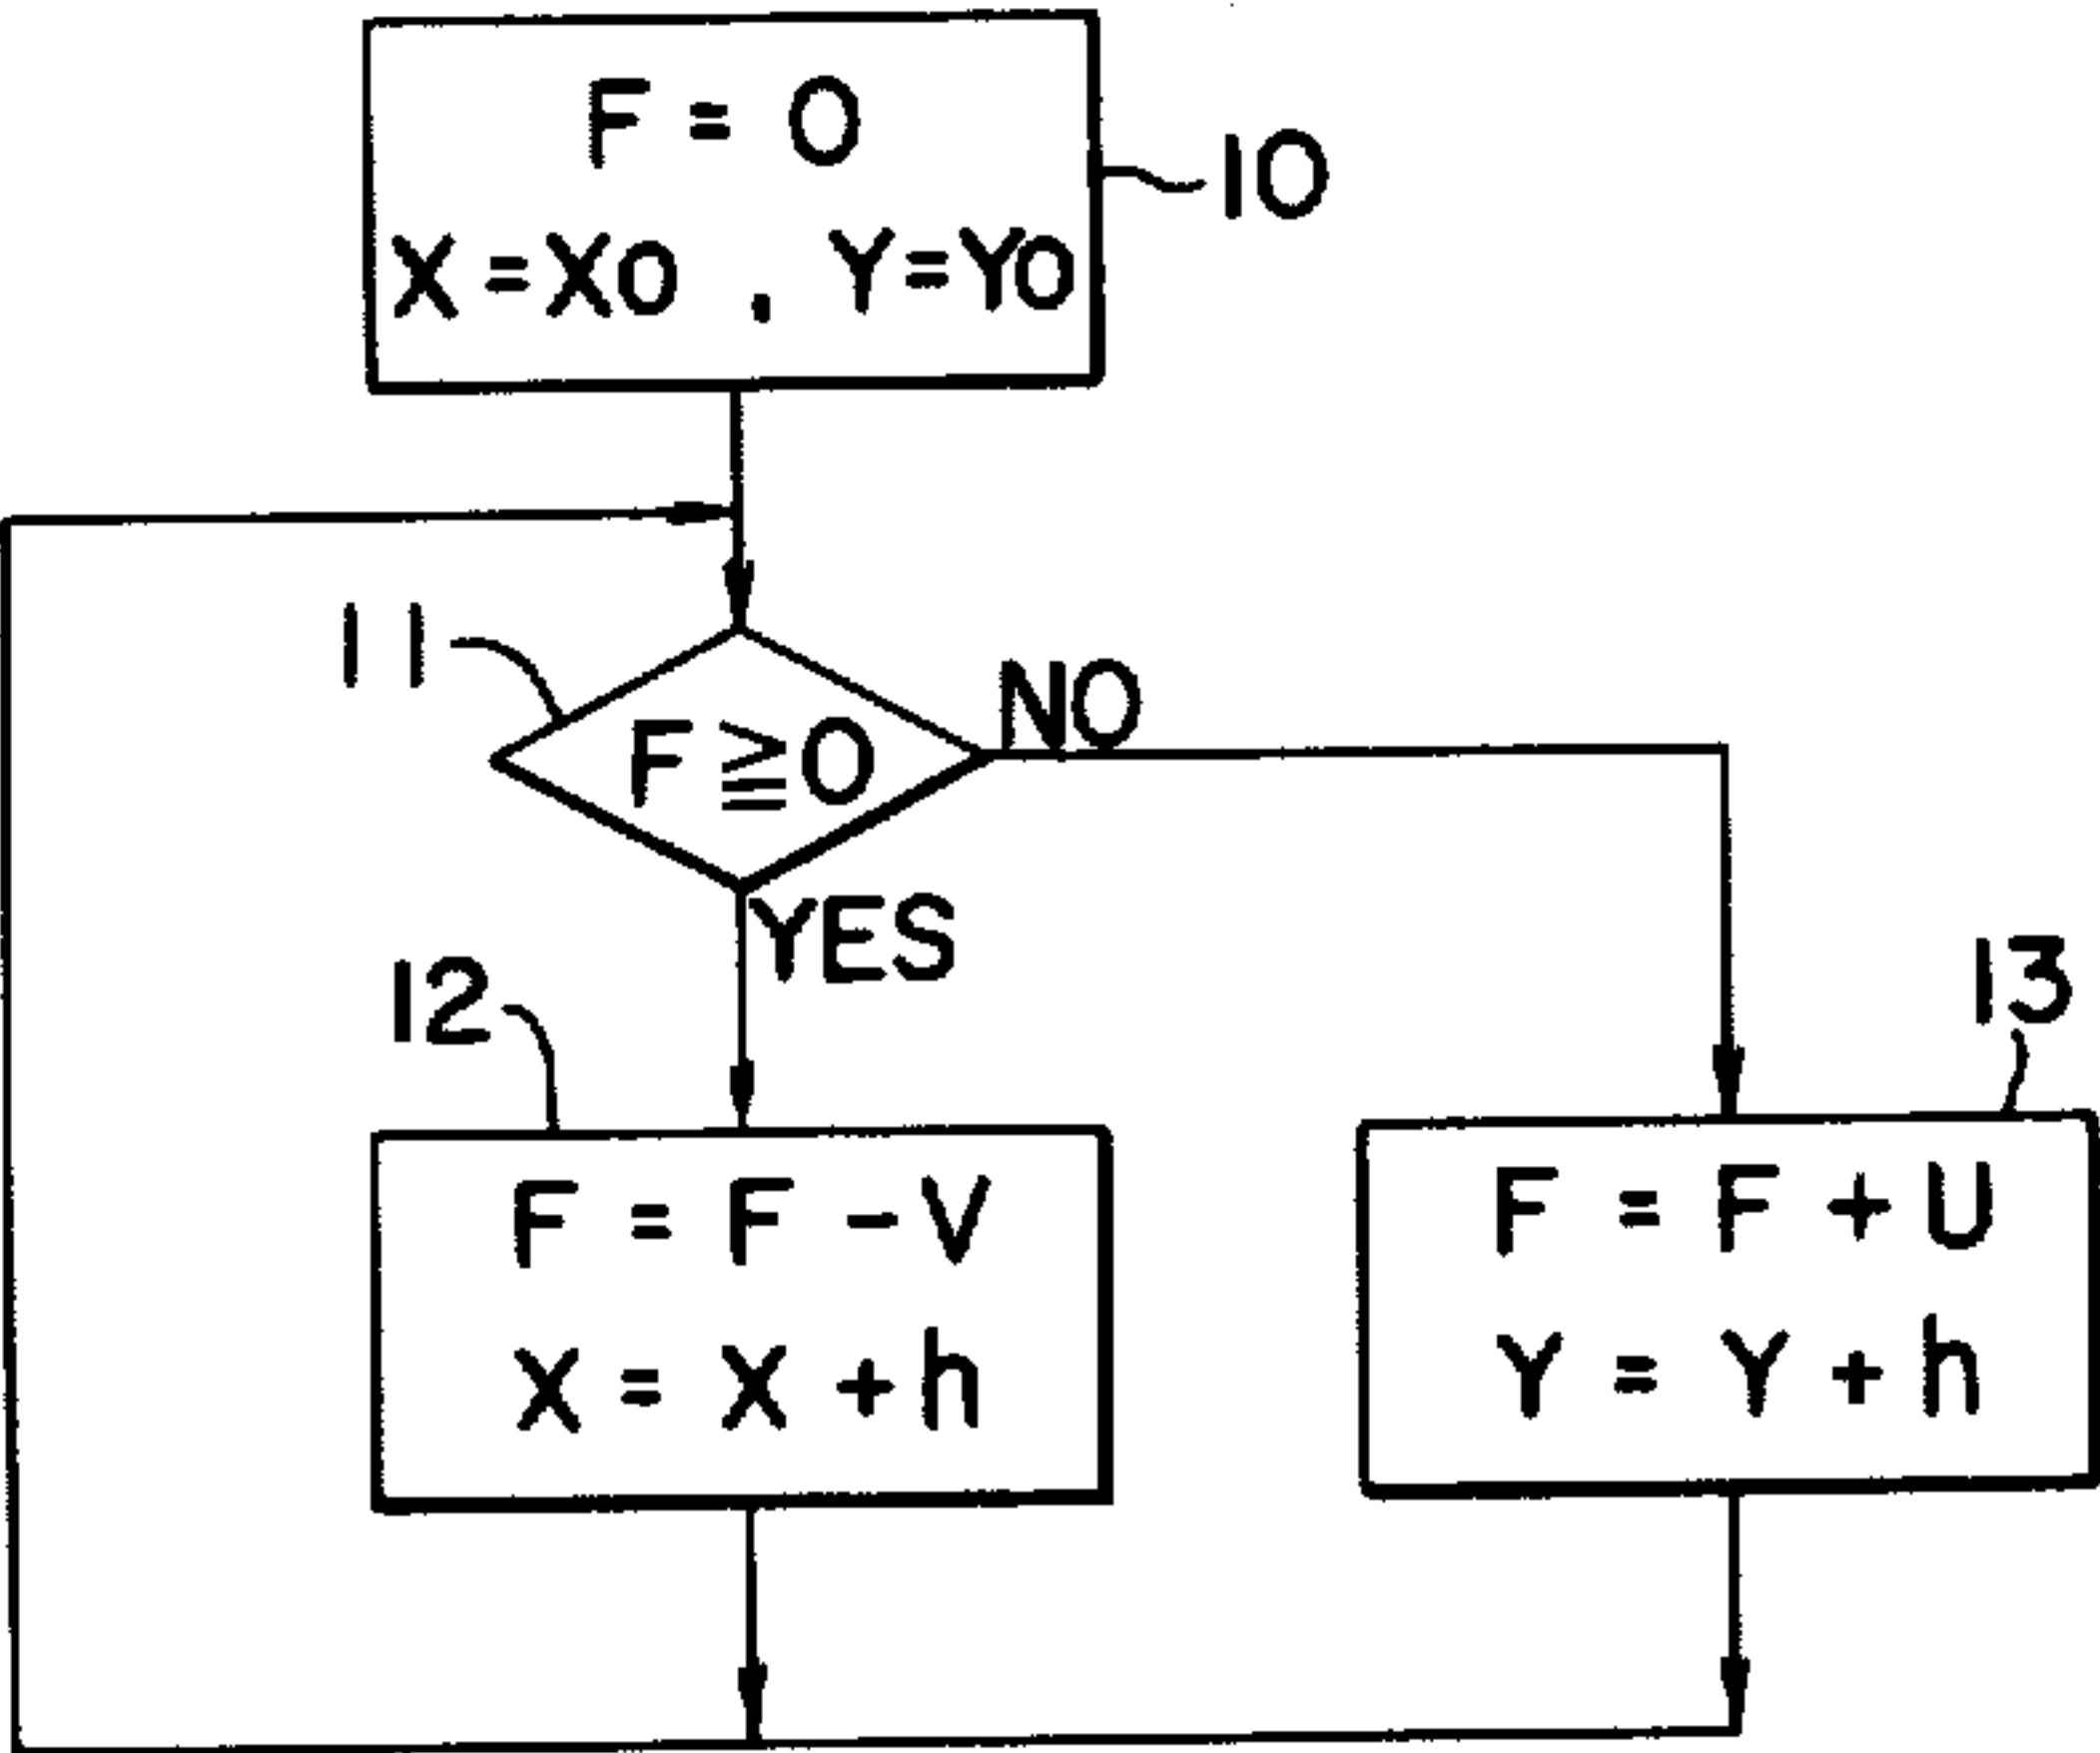 F = 0
X = X0 , Y = Y0
10
11
F ≧ 0
NO
YES
12
13
F = F - V
X = X + h
F = F + U
Y = Y + h